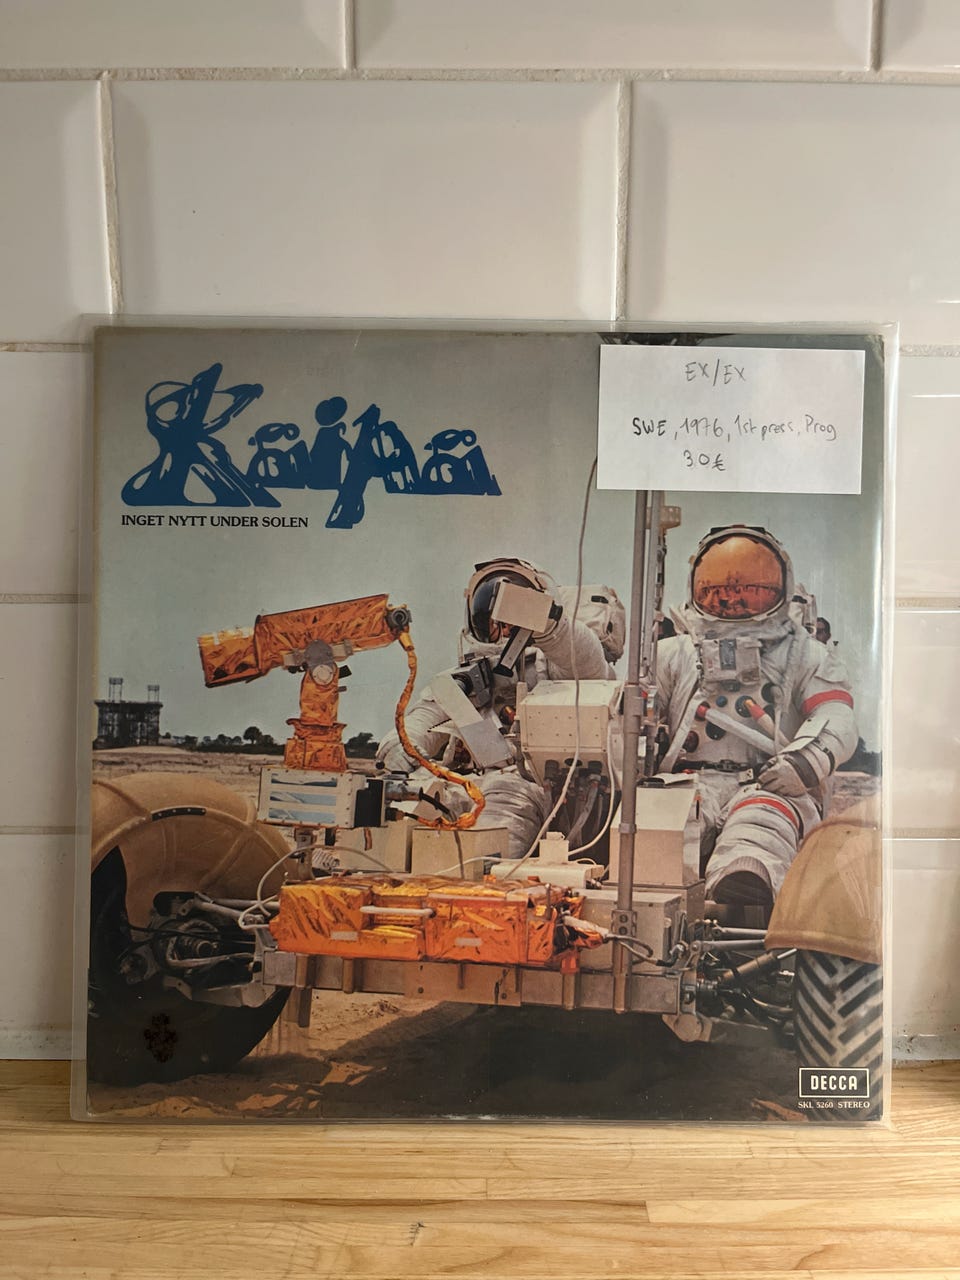 Kaipa
INGET NYTT UNDER SOLEN
EX/EX
SWE, 1976, 1st press, Prog
30€
DECCA
SKL 5260 STEREO